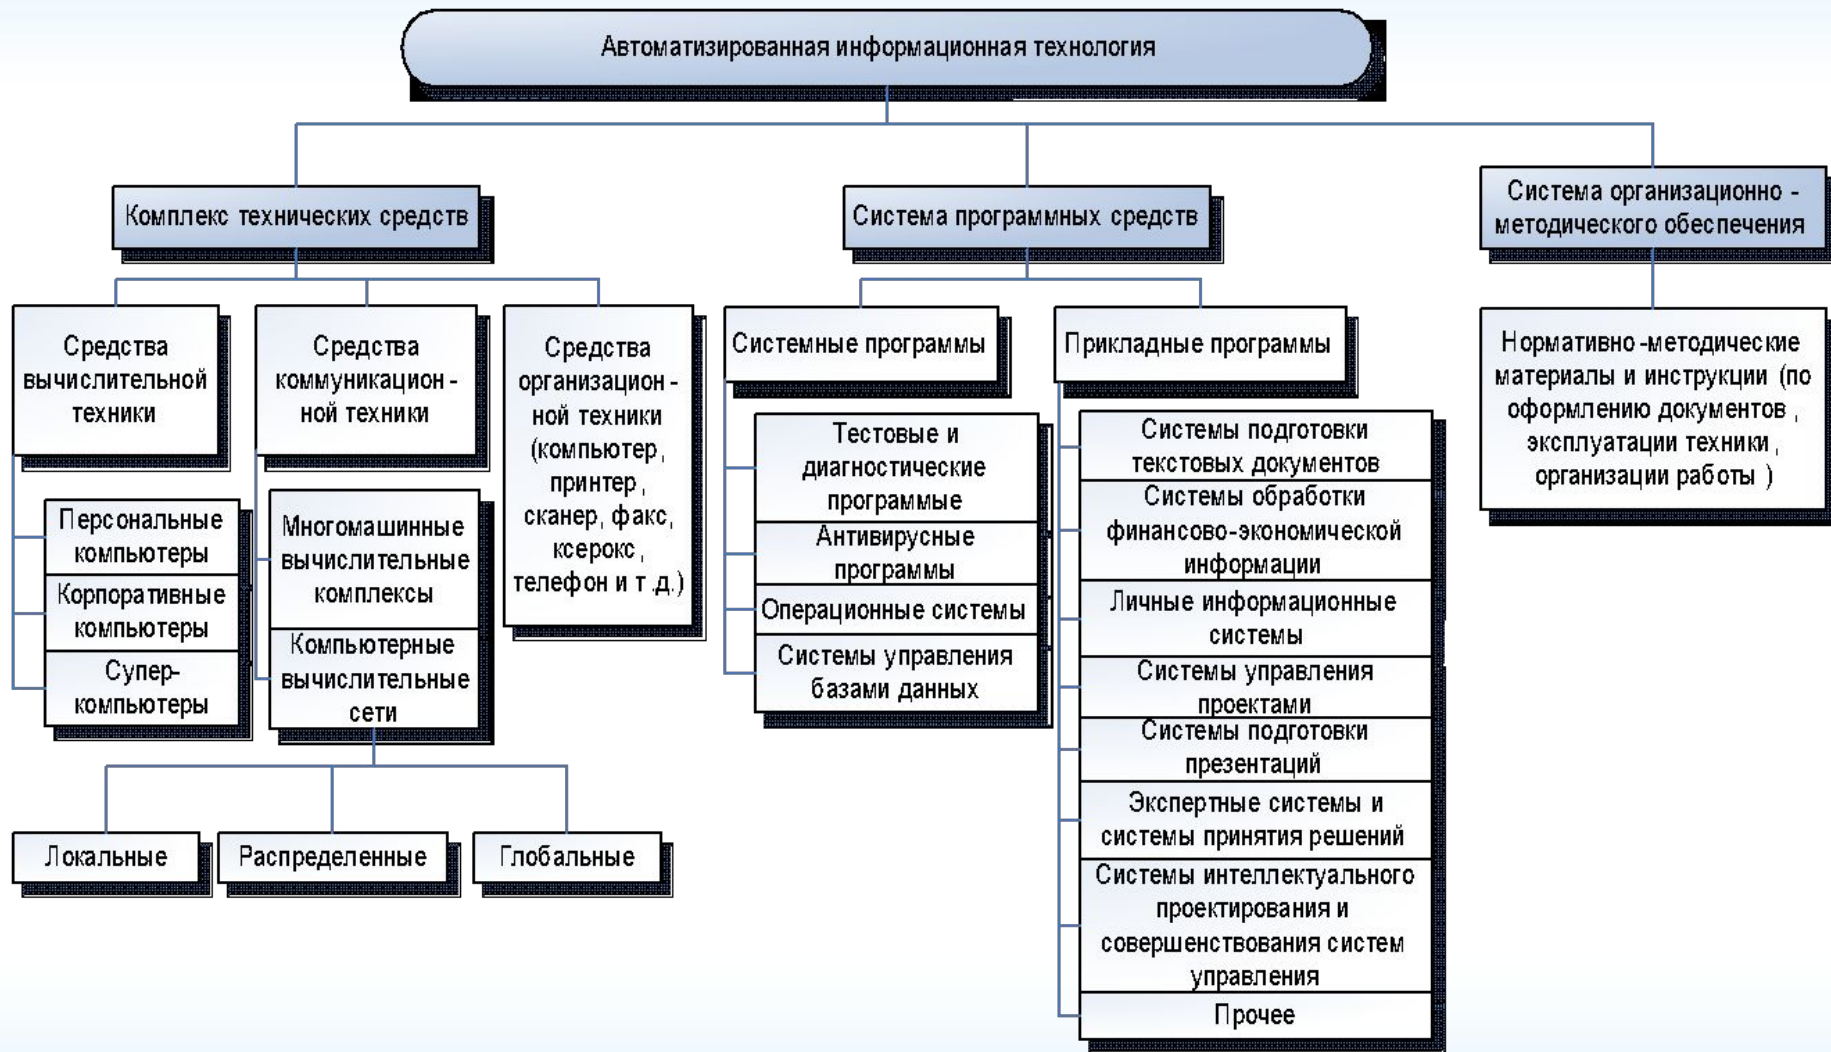 Автоматизированная информационная технология
Комплекс технических средств
Система программных средств
Система организационно -
методического обеспечения
Средства
вычислительной
техники
Средства
коммуникацион -
ной техники
Средства
организацион -
ной техники
(компьютер,
принтер,
сканер, факс,
ксерокс,
телефон и т.д.)
Системные программы
Прикладные программы
Нормативно-методические
материалы и инструкции (по
оформлению документов,
эксплуатации техники,
организации работы )
Персональные
компьютеры
Корпоративные
компьютеры
Супер-
компьютеры
Многомашинные
вычислительные
комплексы
Компьютерные
вычислительные
сети
Локальные
Распределенные
Глобальные
Тестовые и
диагностические
программые
Антивирусные
программы
Операционные системы
Системы управления
базами данных
Системы подготовки
текстовых документов
Системы обработки
финансово-экономической
информации
Личные информационные
системы
Системы управления
проектами
Системы подготовки
презентаций
Экспертные системы и
системы принятия решений
Системы интеллектуального
проектирования и
совершенствования систем
управления
Прочее